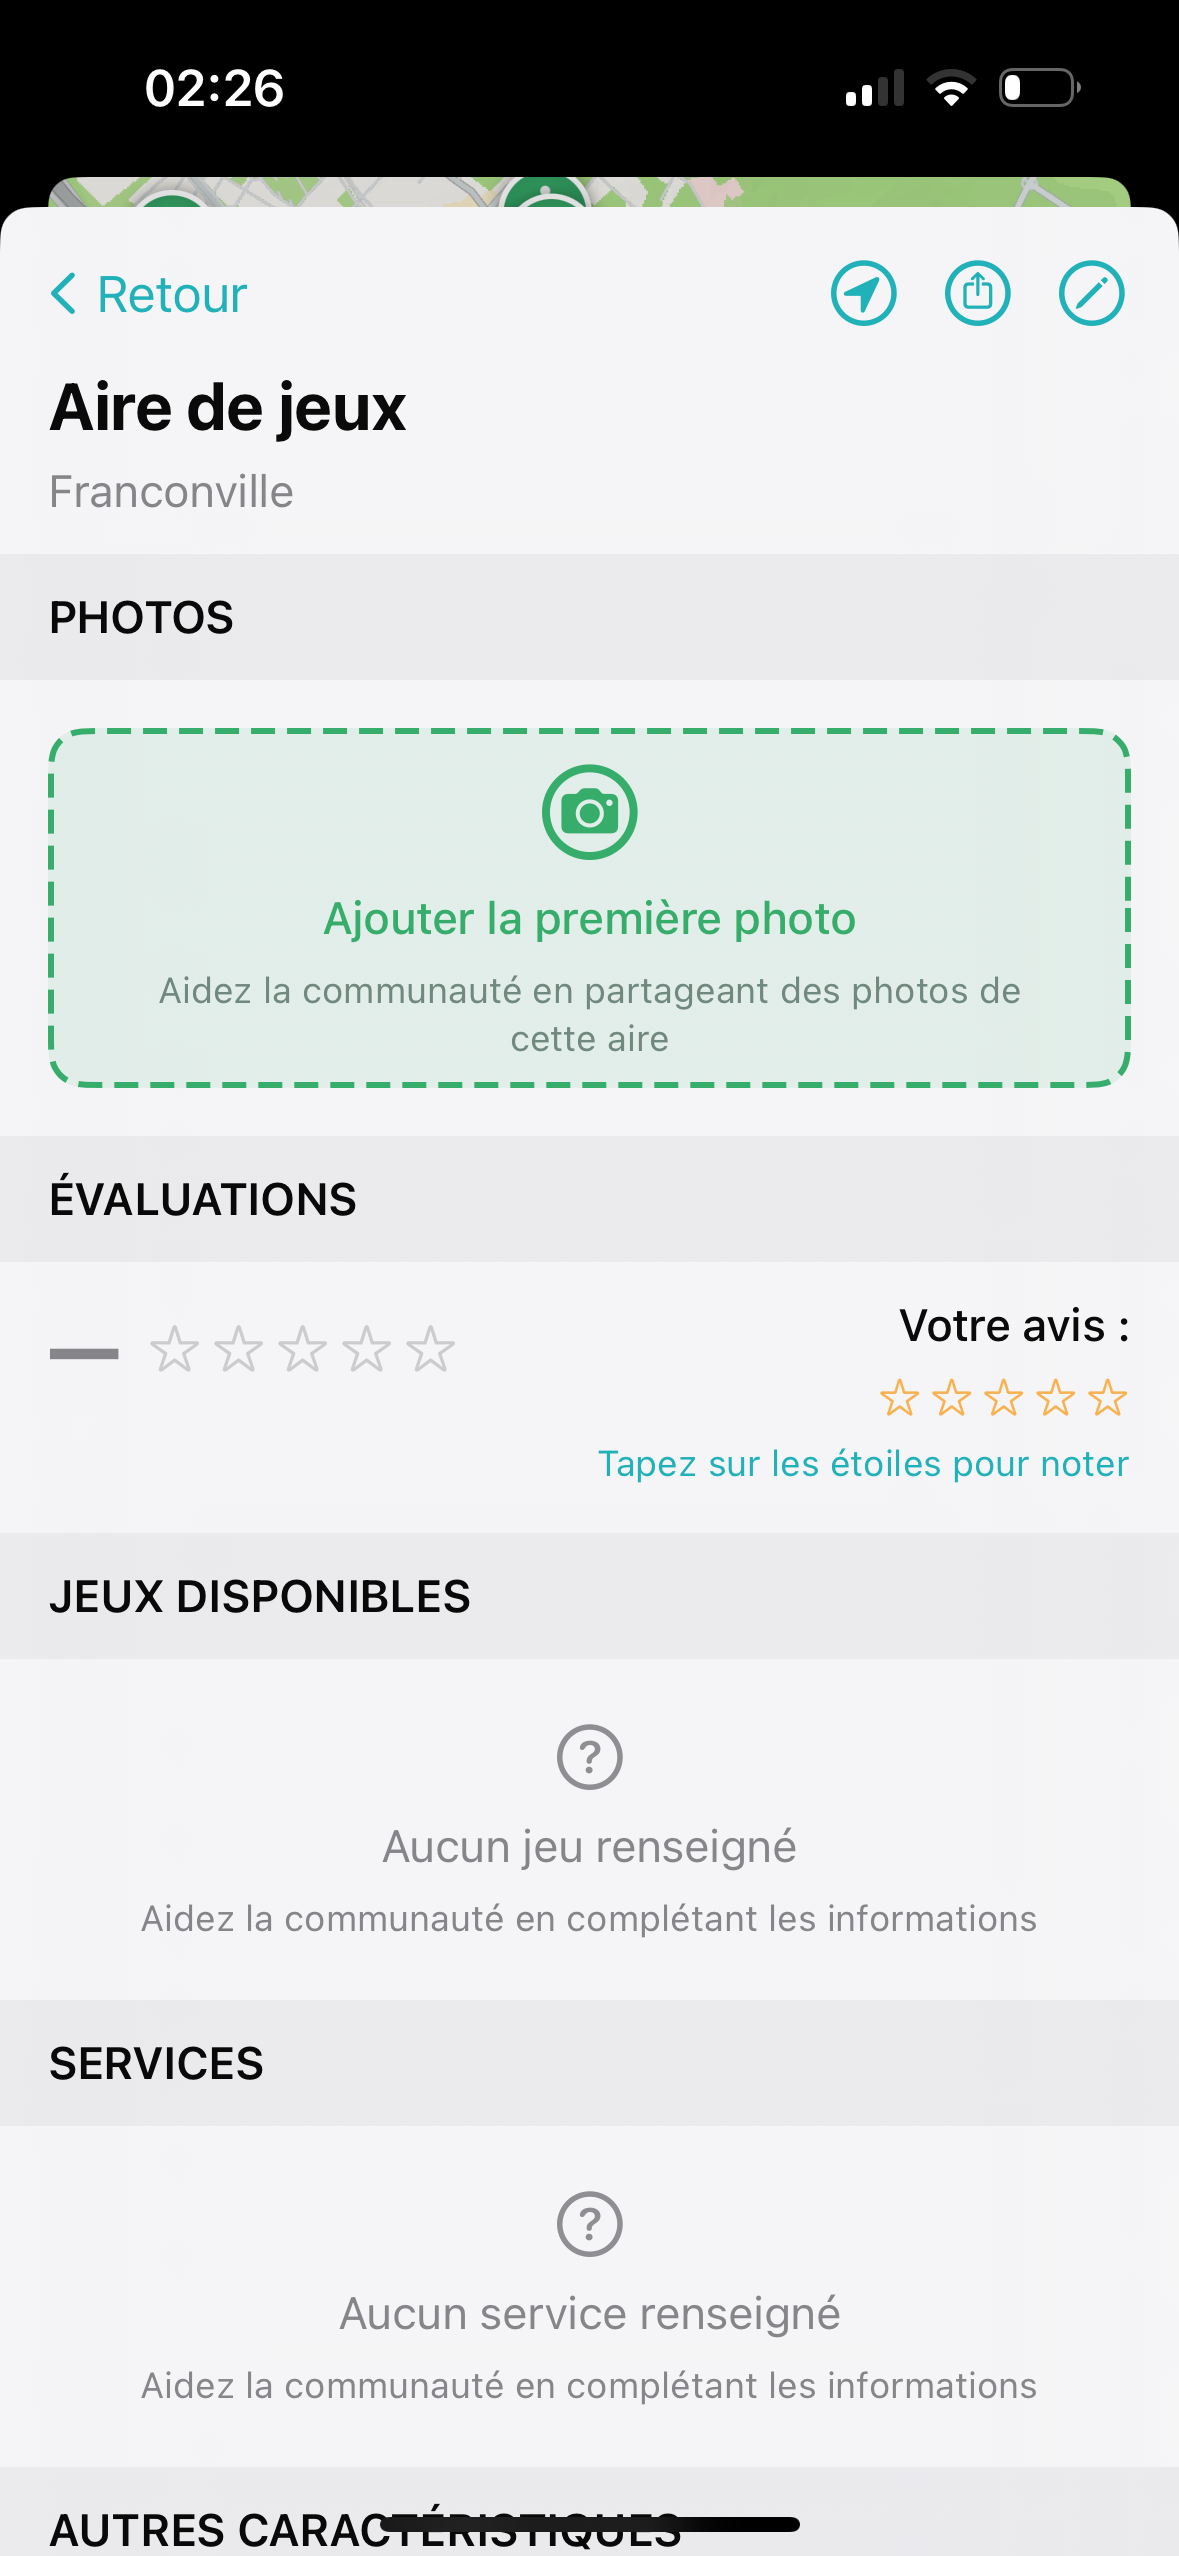 02:26
Retour
Aire de jeux
Franconville
PHOTOS
Ajouter la première photo
Aidez la communauté en partageant des photos de
cette aire
ÉVALUATIONS
Votre avis :
Tapez sur les étoiles pour noter
JEUX DISPONIBLES
?
Aucun jeu renseigné
Aidez la communauté en complétant les informations
SERVICES
?
Aucun service renseigné
Aidez la communauté en complétant les informations
AUTRES CARACTÉRISTIQUES